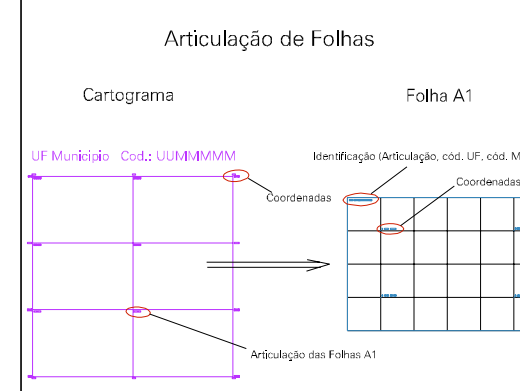 Articulação de Folhas
Cartograma
Folha A1
UF Municipio Cod.: UUMMMMM
Identificação (Articulação, cód. UF, cód. M
Coordenadas
Coordenadas
Articulação das Folhas A1